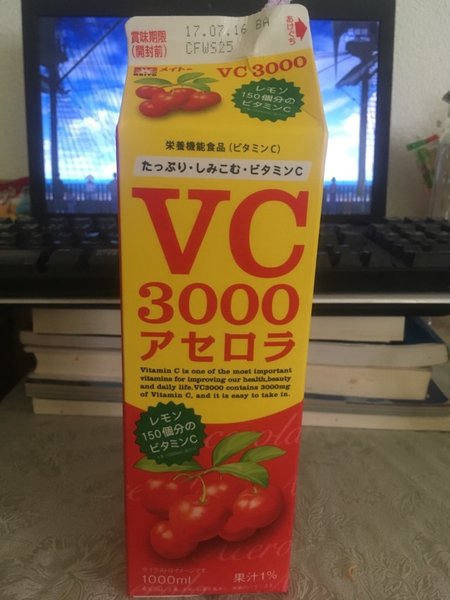 賞味期限
(開封前)
17.07.16 BA
CFWS25
あけぐち
メイトー
VC3000
レモン
150個分の
ビタミンC
栄養機能食品(ビタミンC)
たっぷり・しみこむ・ビタミンC
VC
3000
アセロラ
Vitamin C is one of the most important
vitamins for improving our health,beauty
and daily life.VC3000 contains 3000mg
of Vitamin C, and it is easy to take in.
レモン
150個分の
ビタミンC
1000ml
果汁1%